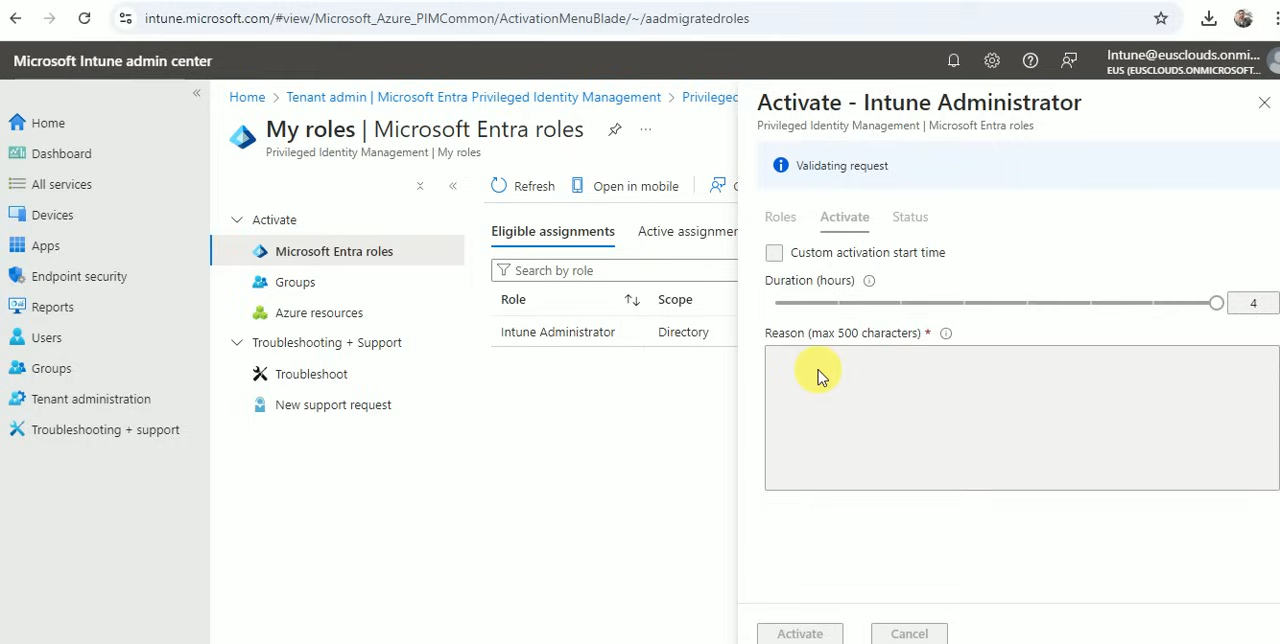 intune.microsoft.com/#view/Microsoft_Azure_PIMCommon/ActivationMenuBlade/~/aadmigratedroles
Microsoft Intune admin center
Intune@eusclouds.onmi...
EUS (EUSCLOUDS.ONMICROSOFT....
Home
Dashboard
All services
Devices
Apps
Endpoint security
Reports
Users
Groups
Tenant administration
Troubleshooting + support
Home > Tenant admin | Microsoft Entra Privileged Identity Management > Privileged
My roles | Microsoft Entra roles
Privileged Identity Management | My roles
Activate
Microsoft Entra roles
Groups
Azure resources
Troubleshooting + Support
Troubleshoot
New support request
Refresh
Open in mobile
Eligible assignments
Active assignmen
Search by role
Role
Scope
Intune Administrator
Directory
Activate - Intune Administrator
Privileged Identity Management | Microsoft Entra roles
Validating request
Roles
Activate
Status
Custom activation start time
Duration (hours)
4
Reason (max 500 characters) *
Activate
Cancel